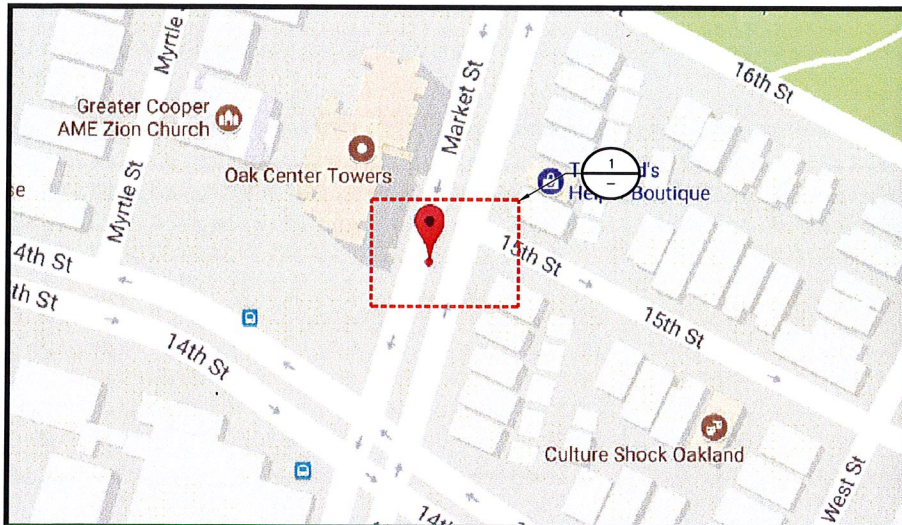 Myrtle
Market St
16th St
Greater Cooper
AME Zion Church
Oak Center Towers
1
–
Boutique
Myrtle St
15th St
4th St
th St
15th St
14th St
Culture Shock Oakland
West St
14t